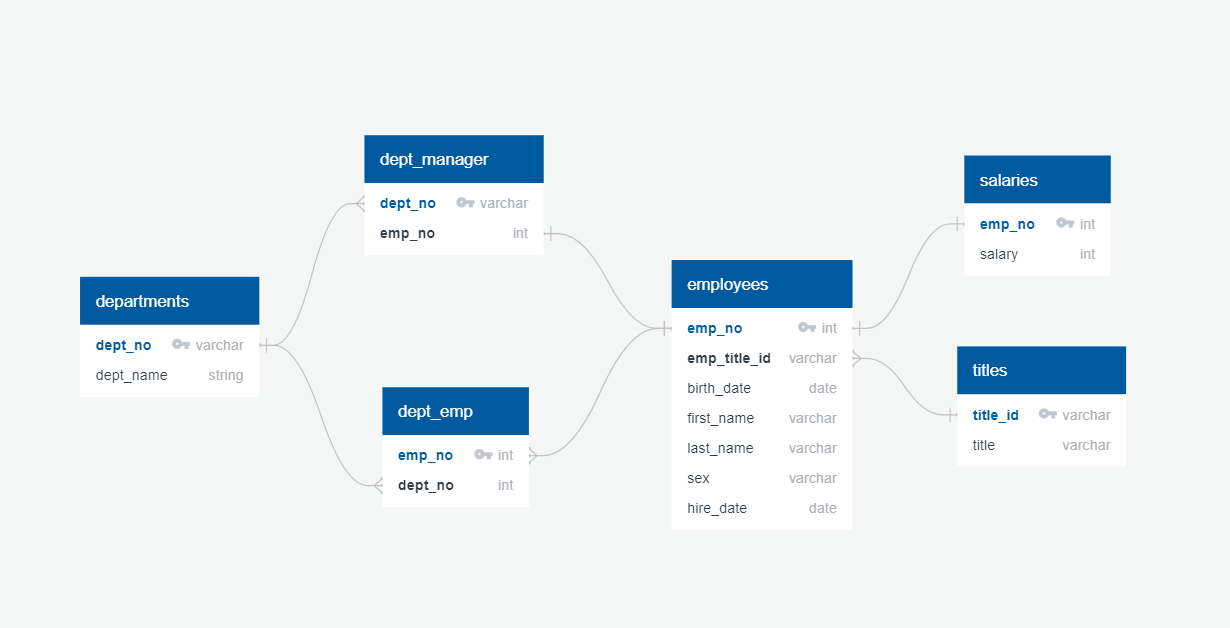 departments
dept_no varchar
dept_name string
dept_manager
dept_no varchar
emp_no int
dept_emp
emp_no int
dept_no int
employees
emp_no int
emp_title_id varchar
birth_date date
first_name varchar
last_name varchar
sex varchar
hire_date date
salaries
emp_no int
salary int
titles
title_id varchar
title varchar